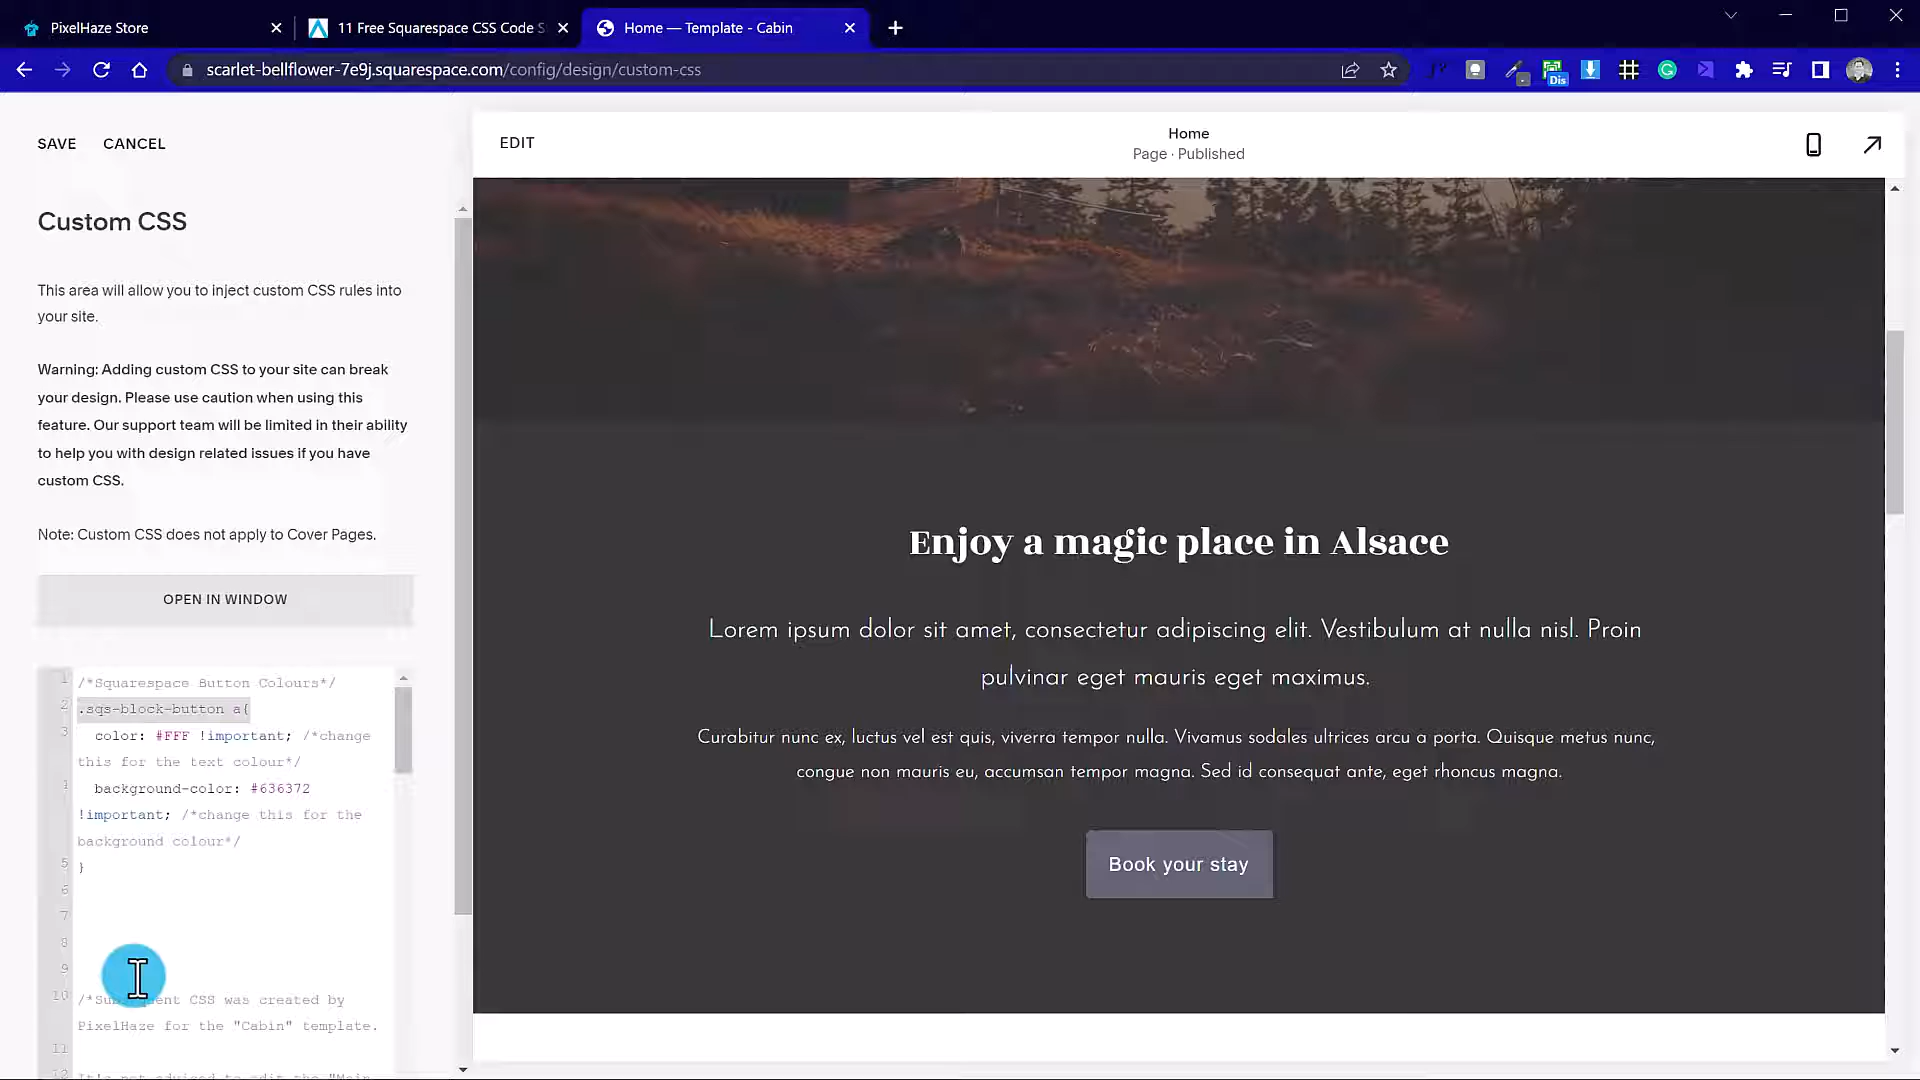 PixelHaze Store
11 Free Squarespace CSS Code S
Home — Template - Cabin
scarlet-bellflower-7e9j.squarespace.com/config/design/custom-css
Dis
SAVE CANCEL
EDIT
Home
Page · Published
Custom CSS
This area will allow you to inject custom CSS rules into
your site.
Warning: Adding custom CSS to your site can break
your design. Please use caution when using this
feature. Our support team will be limited in their ability
to help you with design related issues if you have
custom CSS.
Note: Custom CSS does not apply to Cover Pages.
OPEN IN WINDOW
1 /*Squarespace Button Colours*/
2 .sqs-block-button a{
3 color: #FFF !important; /*change
this for the text colour*/
4 background-color: #636372
!important; /*change this for the
background colour*/
5 }
6
7
8
9
10 /*Subsequent CSS was created by
PixelHaze for the "Cabin" template.
11
12 It's not advised to edit the "Main
Enjoy a magic place in Alsace
Lorem ipsum dolor sit amet, consectetur adipiscing elit. Vestibulum at nulla nisl. Proin
pulvinar eget mauris eget maximus.
Curabitur nunc ex, luctus vel est quis, viverra tempor nulla. Vivamus sodales ultrices arcu a porta. Quisque metus nunc,
congue non mauris eu, accumsan tempor magna. Sed id consequat ante, eget rhoncus magna.
Book your stay